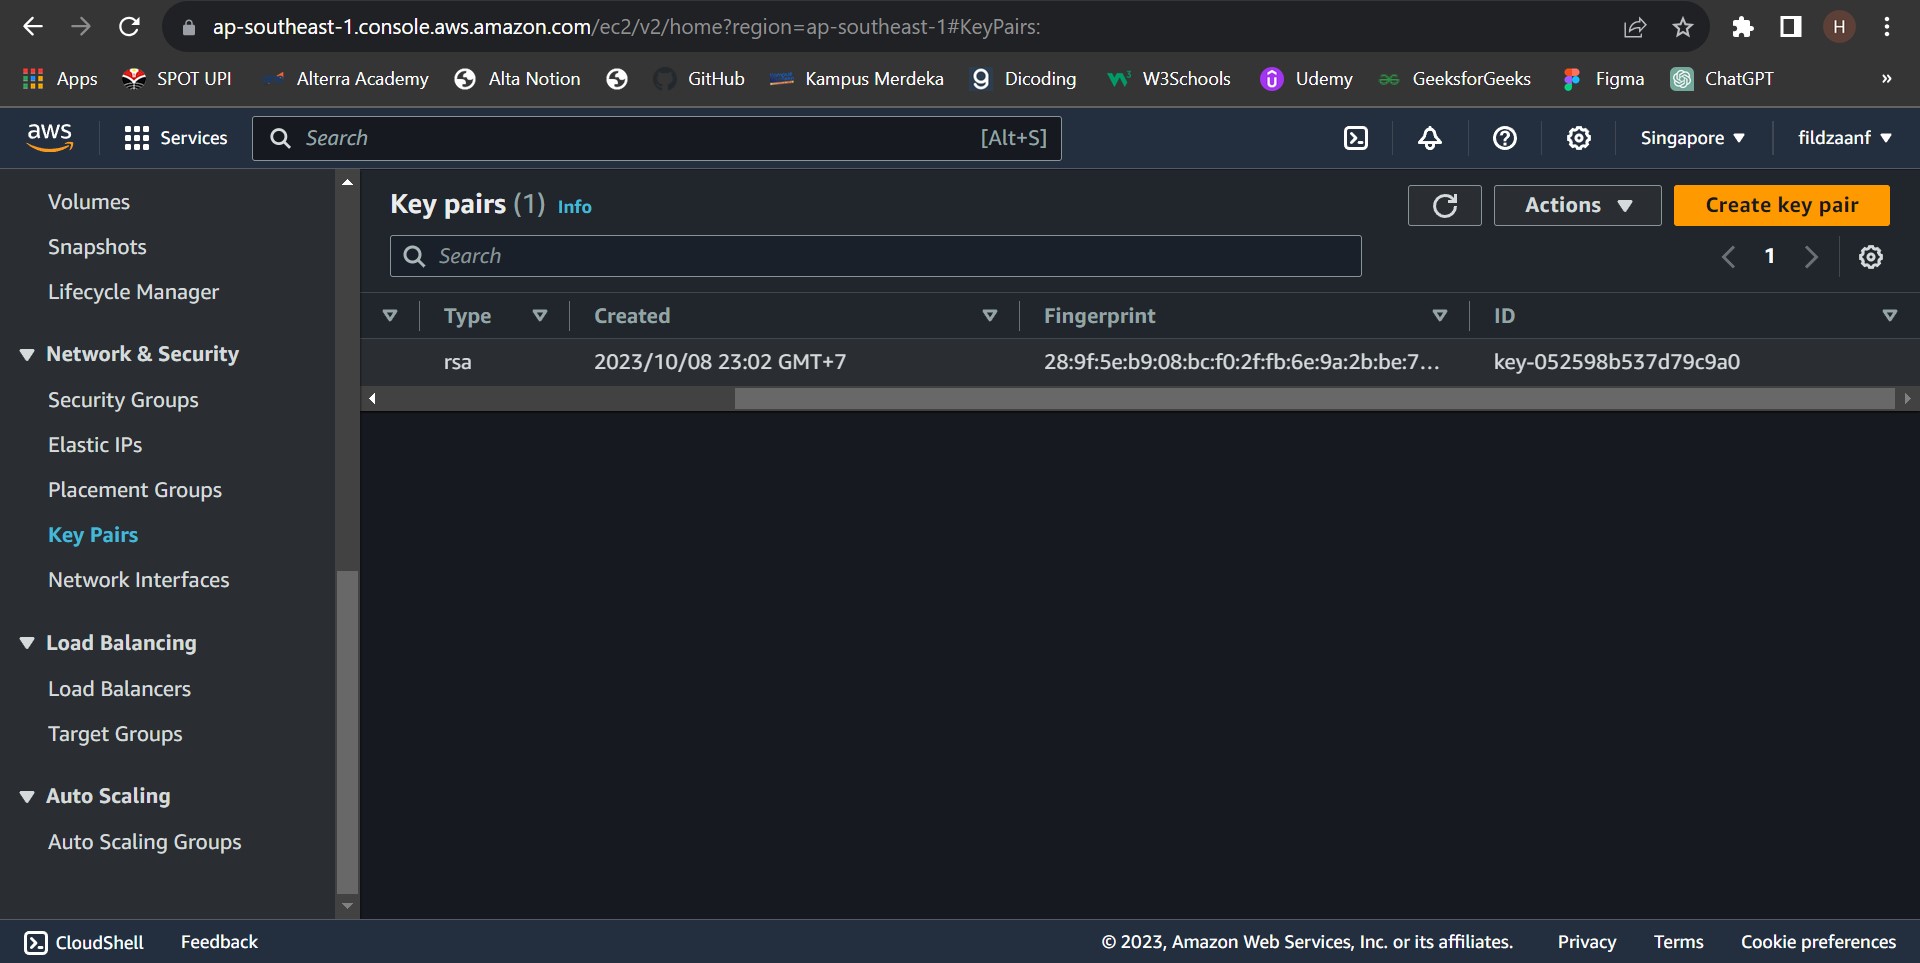 ap-southeast-1.console.aws.amazon.com/ec2/v2/home?region=ap-southeast-1#KeyPairs:
H
Apps SPOT UPI Alterra Academy Alta Notion GitHub Kampus Merdeka Dicoding W3Schools Udemy GeeksforGeeks Figma ChatGPT »
aws Services Search [Alt+S] Singapore fildzaanf
Volumes
Snapshots
Lifecycle Manager
Network & Security
Security Groups
Elastic IPs
Placement Groups
Key Pairs
Network Interfaces
Load Balancing
Load Balancers
Target Groups
Auto Scaling
Auto Scaling Groups
Key pairs (1) Info
Actions Create key pair
Search
1
Type Created Fingerprint ID
rsa 2023/10/08 23:02 GMT+7 28:9f:5e:b9:08:bc:f0:2f:fb:6e:9a:2b:be:7... key-052598b537d79c9a0
CloudShell Feedback © 2023, Amazon Web Services, Inc. or its affiliates. Privacy Terms Cookie preferences